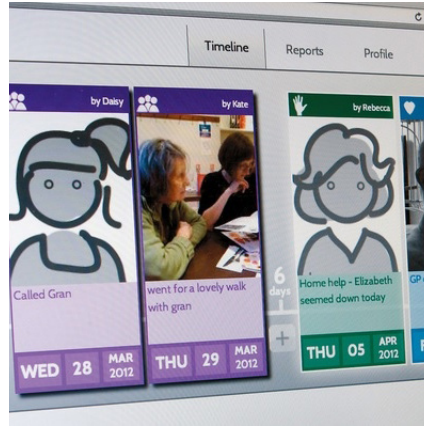 Timeline
Reports
Profile
by Daisy
Called Gran
WED 28 MAR 2012
by Kate
went for a lovely walk
with gran
THU 29 MAR 2012
6
days
+
by Rebecca
Home help - Elizabeth
seemed down today
THU 05 APR 2012
GP
F